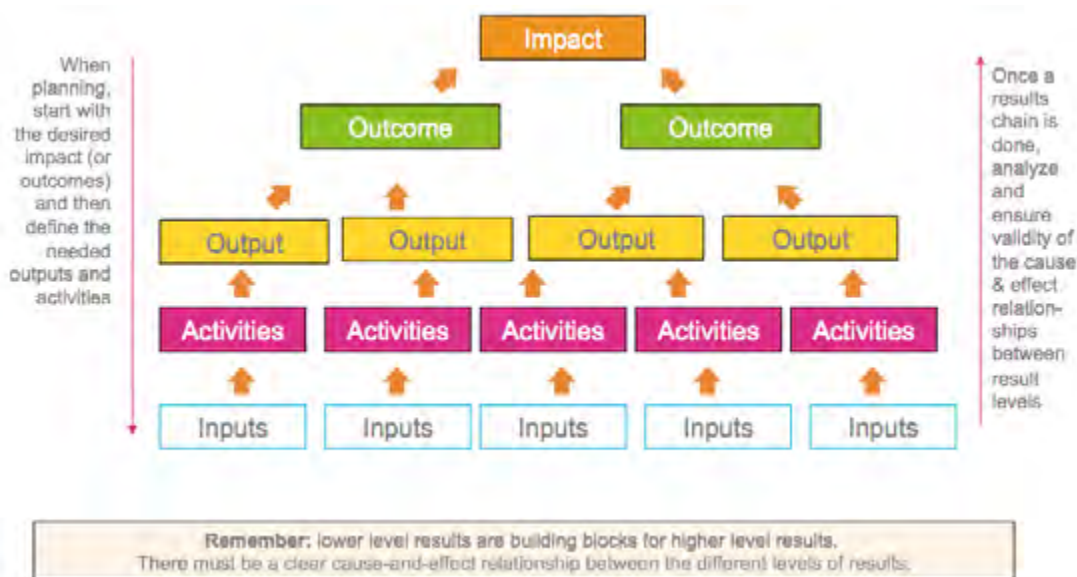 Impact
When
planning,
start with
the desired
impact (or
outcomes)
and then
define the
needed
outputs and
activities
Once a
results
chain is
done,
analyze
and
ensure
validity of
the cause
& effect
relation-
ships
between
result
levels
Outcome Outcome
Output Output Output Output
Activities Activities Activities Activities Activities
Inputs Inputs Inputs Inputs Inputs
Remember: lower level results are building blocks for higher level results.
There must be a clear cause-and-effect relationship between the different levels of results.